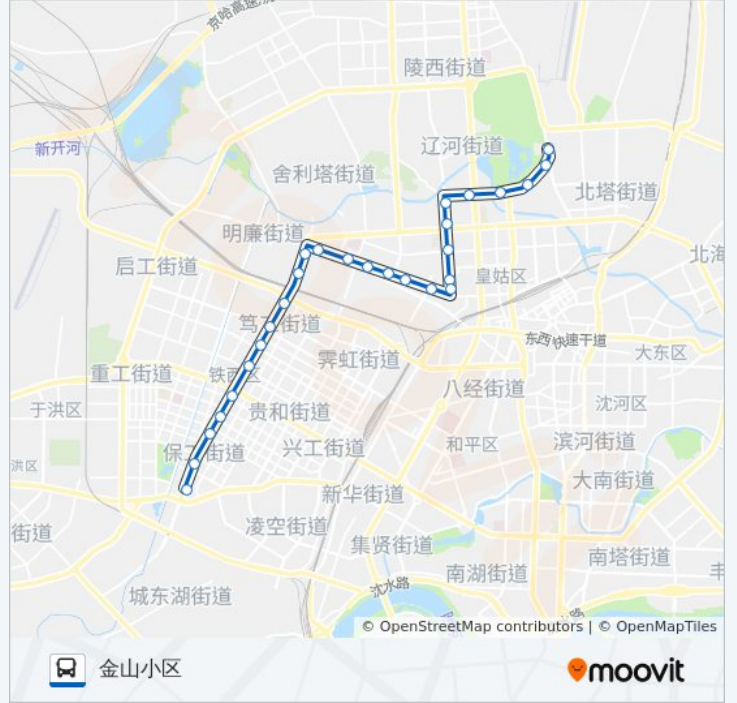 京哈高速
陵西街道
新开河
辽河街道
舍利塔街道
北塔街道
明廉街道
北海
启工街道
皇姑区
街道
东西快速干道
霁虹街道
大东区
重工街道
铁西区
八经街道
于洪区
贵和街道
沈河区
保工街道
兴工街道
和平区
滨河街道
洪区
大南街道
新华街道
街道
凌空街道
集贤街道
南塔街道
南湖街道
沈水路
城东湖街道
© OpenStreetMap contributors | © OpenMapTiles
金山小区
moovit